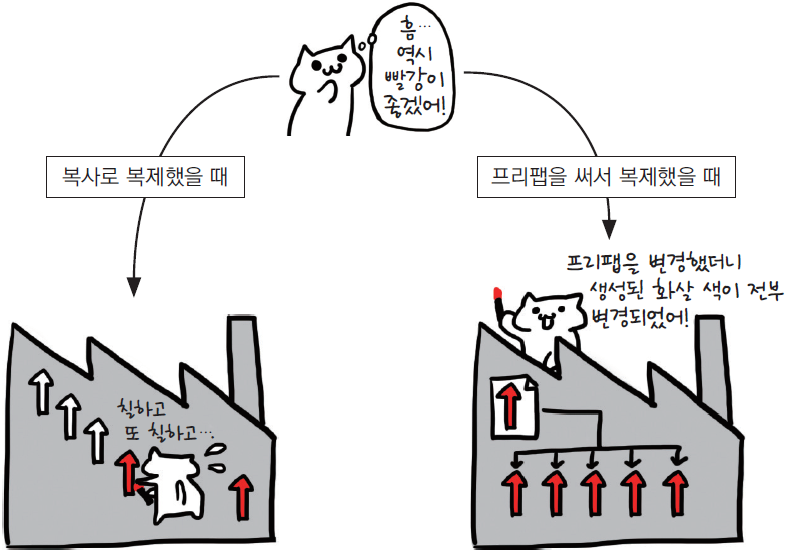 흠…
역시
빨강이
좋겠어!
복사로 복제했을 때
프리팹을 써서 복제했을 때
프리팹을 변경했더니
생성된 화살 색이 전부
변경되었어!
칠하고
또 칠하고…